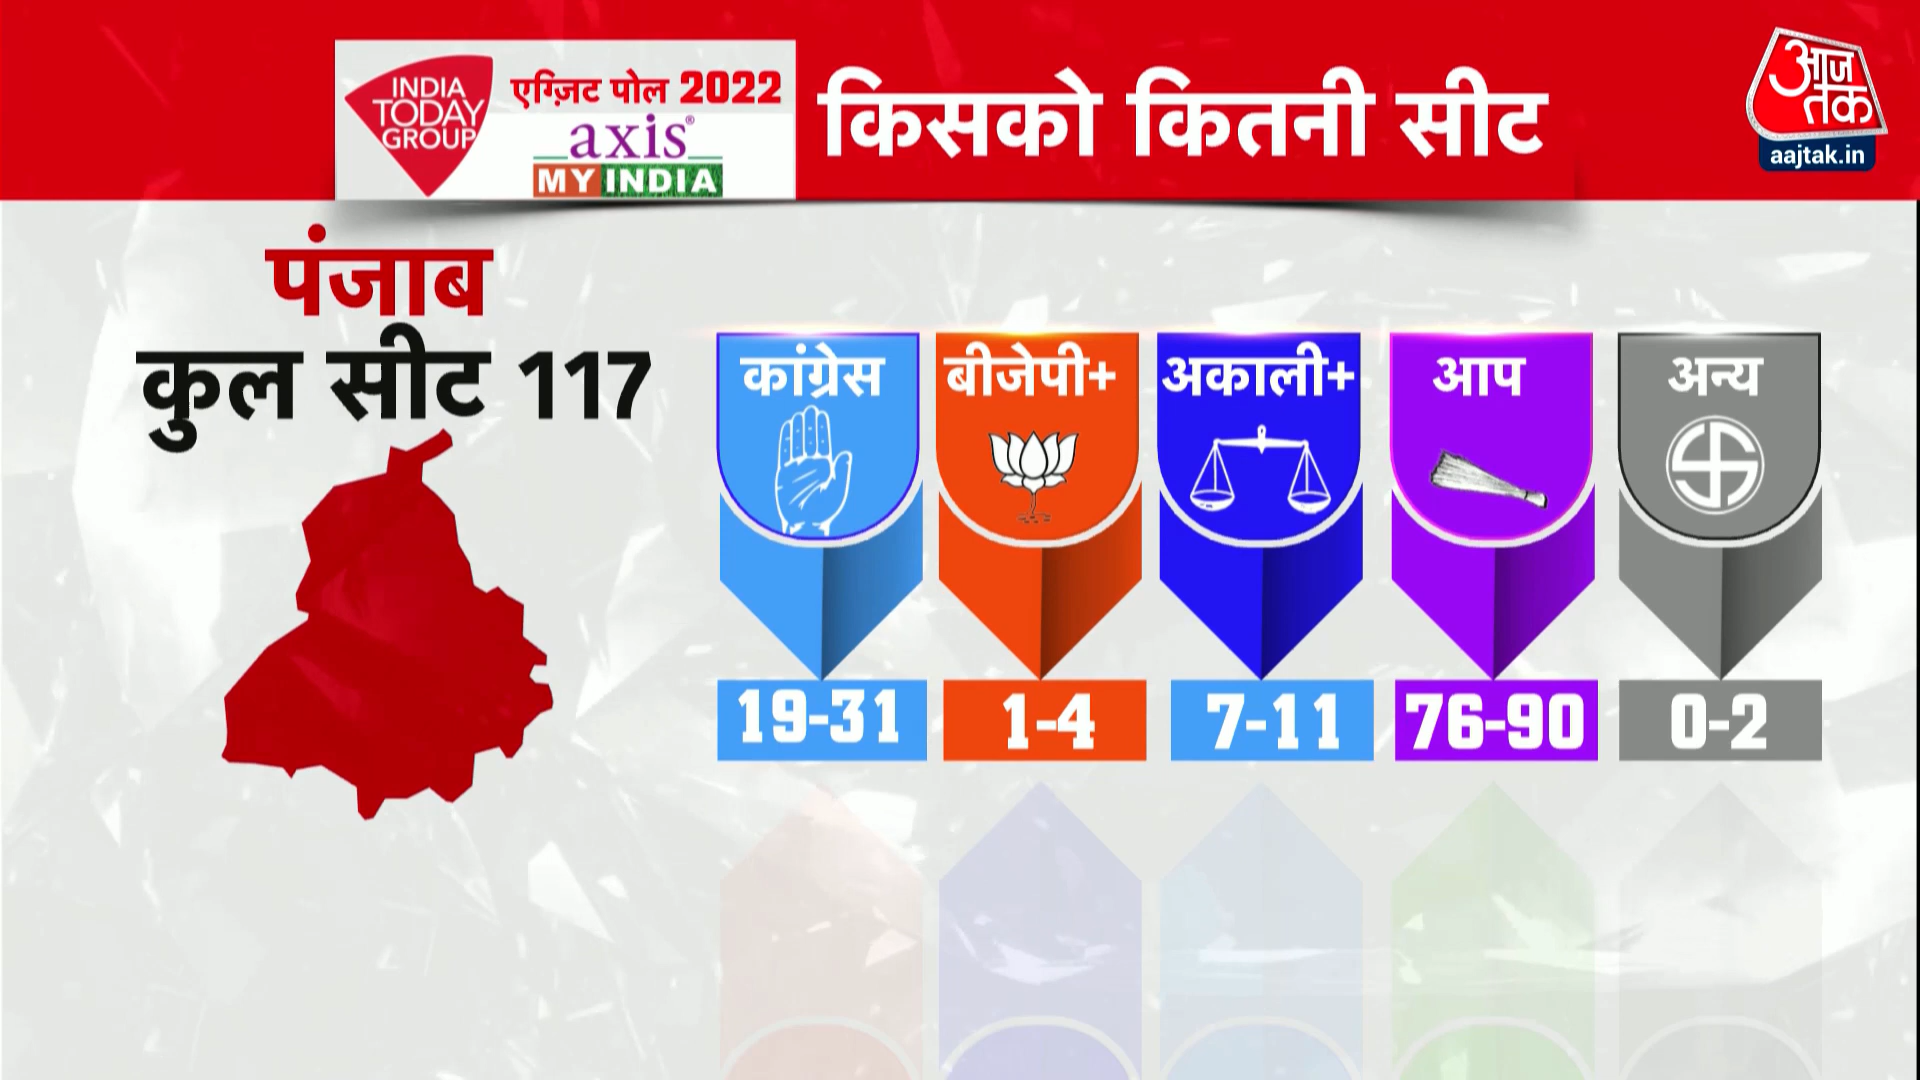 INDIA
TODAY
GROUP
एग्ज़िट पोल 2022
axis®
MY INDIA
किसको कितनी सीट
आज
तक
aajtak.in
पंजाब
कुल सीट 117
कांग्रेस
बीजेपी+
अकाली+
आप
अन्य
19-31
1-4
7-11
76-90
0-2